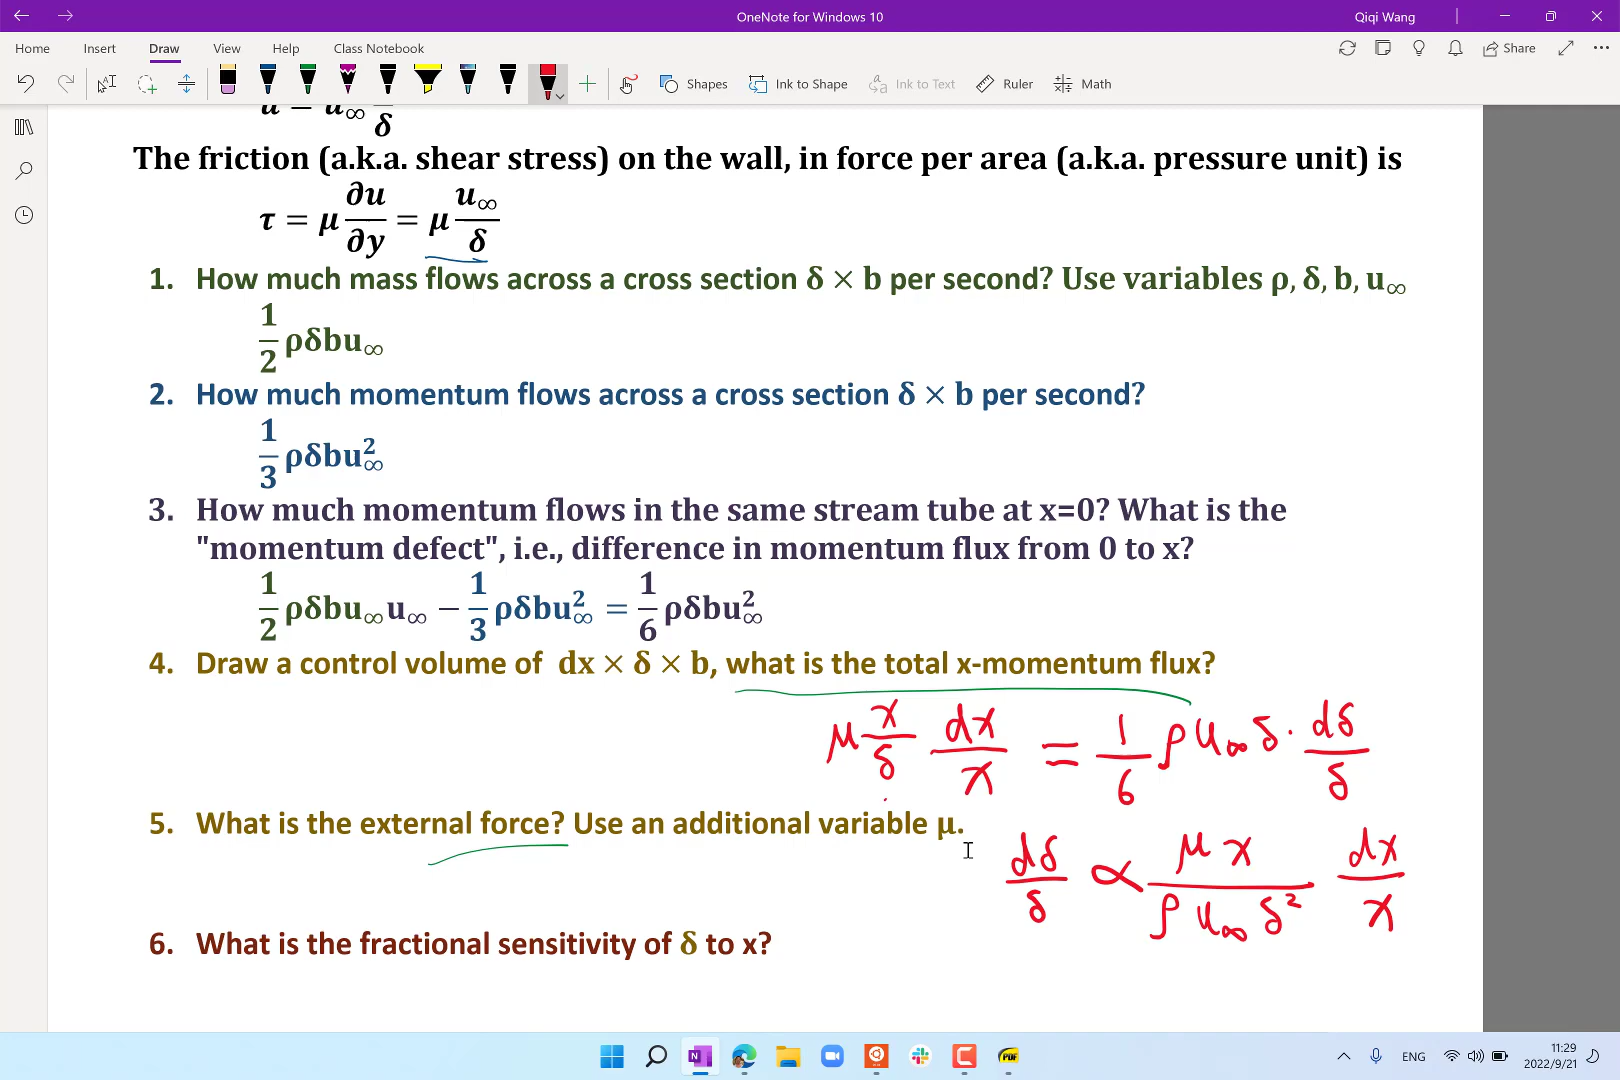 OneNote for Windows 10
Qiqi Wang
Home Insert Draw View Help Class Notebook
Share
Shapes Ink to Shape Ink to Text Ruler Math
u = u∞ / δ
The friction (a.k.a. shear stress) on the wall, in force per area (a.k.a. pressure unit) is
τ = μ ∂u/∂y = μ u∞/δ
1. How much mass flows across a cross section δ × b per second? Use variables ρ, δ, b, u∞
1/2 ρδbu∞
2. How much momentum flows across a cross section δ × b per second?
1/3 ρδbu∞²
3. How much momentum flows in the same stream tube at x=0? What is the
"momentum defect", i.e., difference in momentum flux from 0 to x?
1/2 ρδbu∞u∞ − 1/3 ρδbu∞² = 1/6 ρδbu∞²
4. Draw a control volume of dx × δ × b, what is the total x-momentum flux?
μ x/δ dx/x = 1/6 ρ u∞ δ · dδ/δ
5. What is the external force? Use an additional variable μ.
dδ/δ ∝ μx/ρu∞δ² dx/x
6. What is the fractional sensitivity of δ to x?
ENG
11:29
2022/9/21
PDF